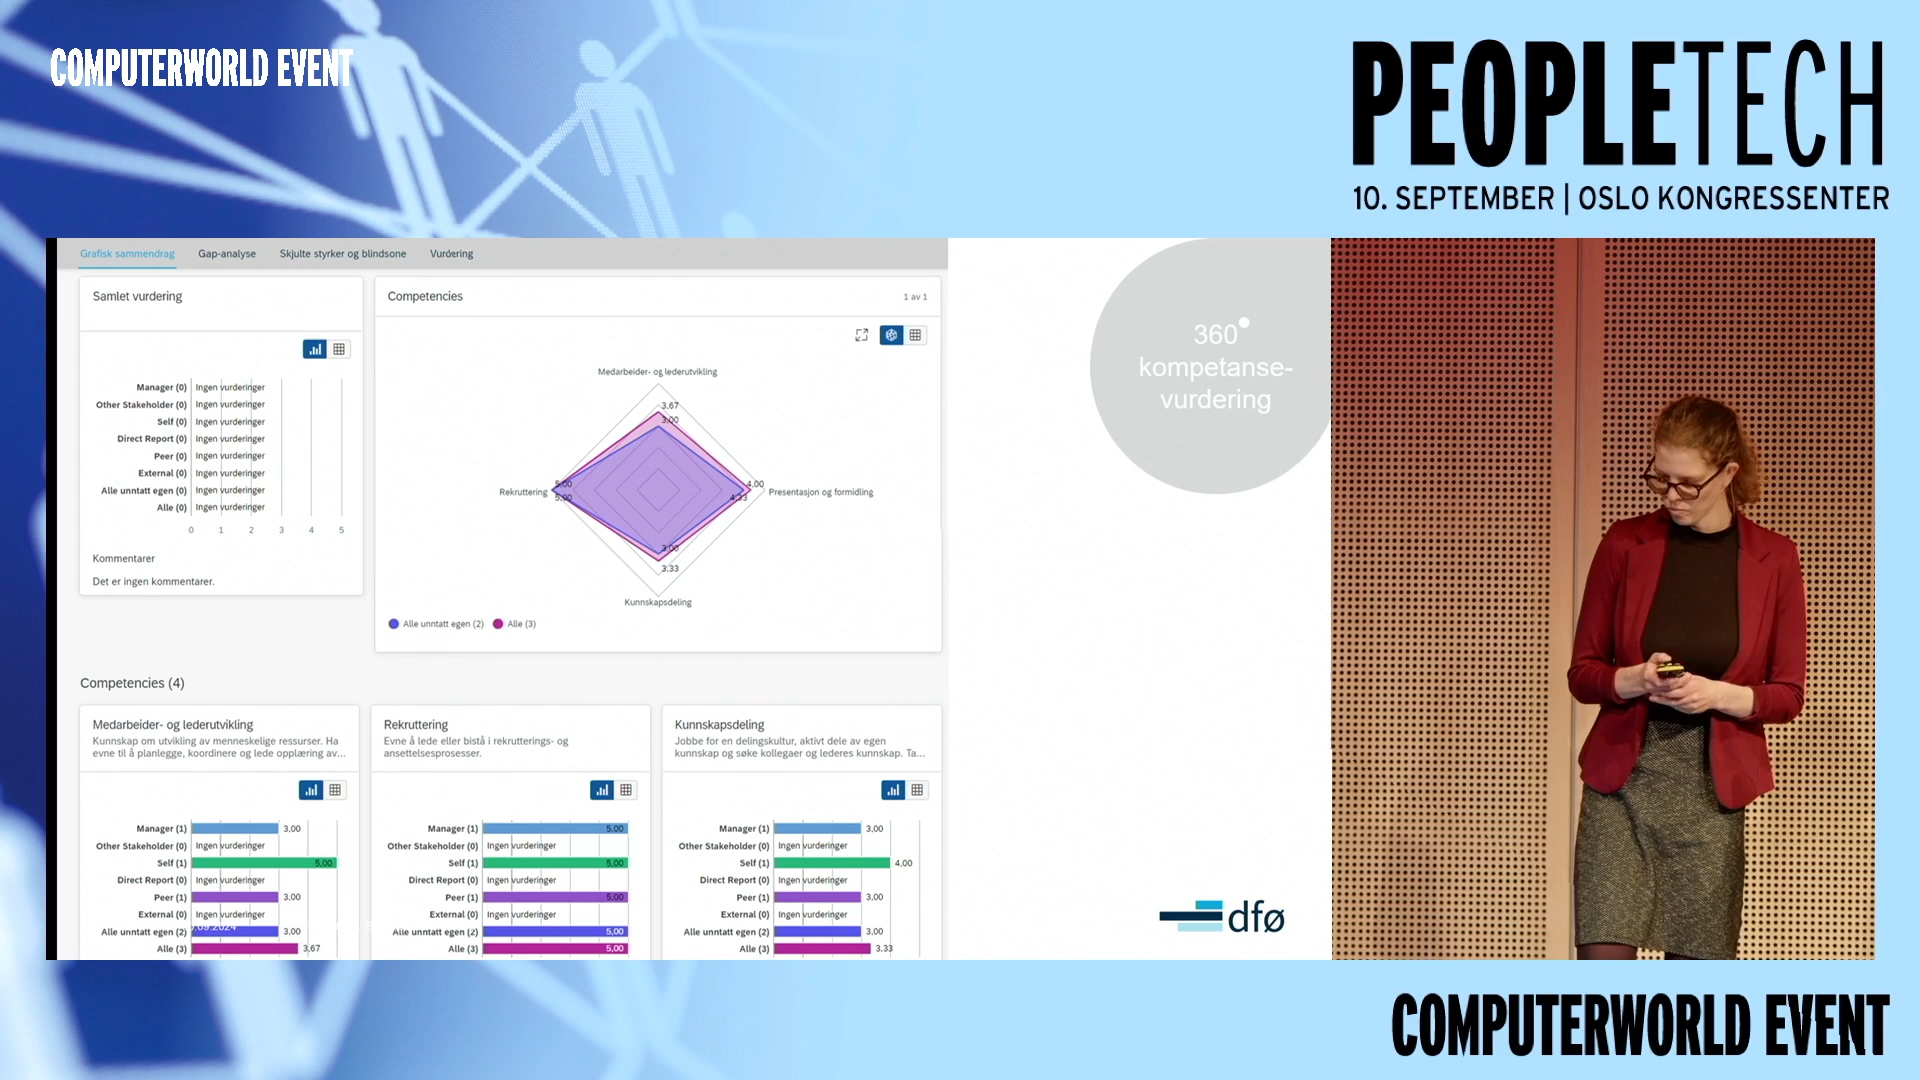 COMPUTERWORLD EVENT
PEOPLETECH
10. SEPTEMBER | OSLO KONGRESSENTER
Grafisk sammendrag Gap-analyse Skjulte styrker og blindsone Vurdering
Samlet vurdering
Manager (0) Ingen vurderinger
Other Stakeholder (0) Ingen vurderinger
Self (0) Ingen vurderinger
Direct Report (0) Ingen vurderinger
Peer (0) Ingen vurderinger
External (0) Ingen vurderinger
Alle unntatt egen (0) Ingen vurderinger
Alle (0) Ingen vurderinger
0 1 2 3 4 5
Kommentarer
Det er ingen kommentarer.
Competencies 1 av 1
Medarbeider- og lederutvikling
3.67
3.00
Rekruttering 5.00 4.00 Presentasjon og formidling
5.00 4.33
3.00
3.33
Kunnskapsdeling
Alle unntatt egen (2) Alle (3)
360°
kompetanse-
vurdering
Competencies (4)
Medarbeider- og lederutvikling
Kunnskap om utvikling av menneskelige ressurser. Ha
evne til å planlegge, koordinere og lede opplæring av...
Manager (1) 3,00
Other Stakeholder (0) Ingen vurderinger
Self (1) 5,00
Direct Report (0) Ingen vurderinger
Peer (1) 3,00
External (0) Ingen vurderinger
Alle unntatt egen (2) 3,00
Alle (3) 3,67
Rekruttering
Evne å lede eller bistå i rekrutterings- og
ansettelsesprosesser.
Manager (1) 5,00
Other Stakeholder (0) Ingen vurderinger
Self (1) 5,00
Direct Report (0) Ingen vurderinger
Peer (1) 5,00
External (0) Ingen vurderinger
Alle unntatt egen (2) 5,00
Alle (3) 5,00
Kunnskapsdeling
Jobbe for en delingskultur, aktivt dele av egen
kunnskap og søke kollegaer og lederes kunnskap. Ta...
Manager (1) 3,00
Other Stakeholder (0) Ingen vurderinger
Self (1) 4,00
Direct Report (0) Ingen vurderinger
Peer (1) 3,00
External (0) Ingen vurderinger
Alle unntatt egen (2) 3,00
Alle (3) 3.33
dfø
COMPUTERWORLD EVENT